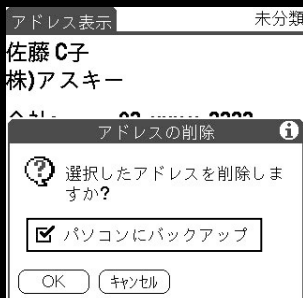 アドレス表示 未分類
佐藤 C子
株)アスキー
アドレスの削除
選択したアドレスを削除しま
すか?
パソコンにバックアップ
OK キャンセル